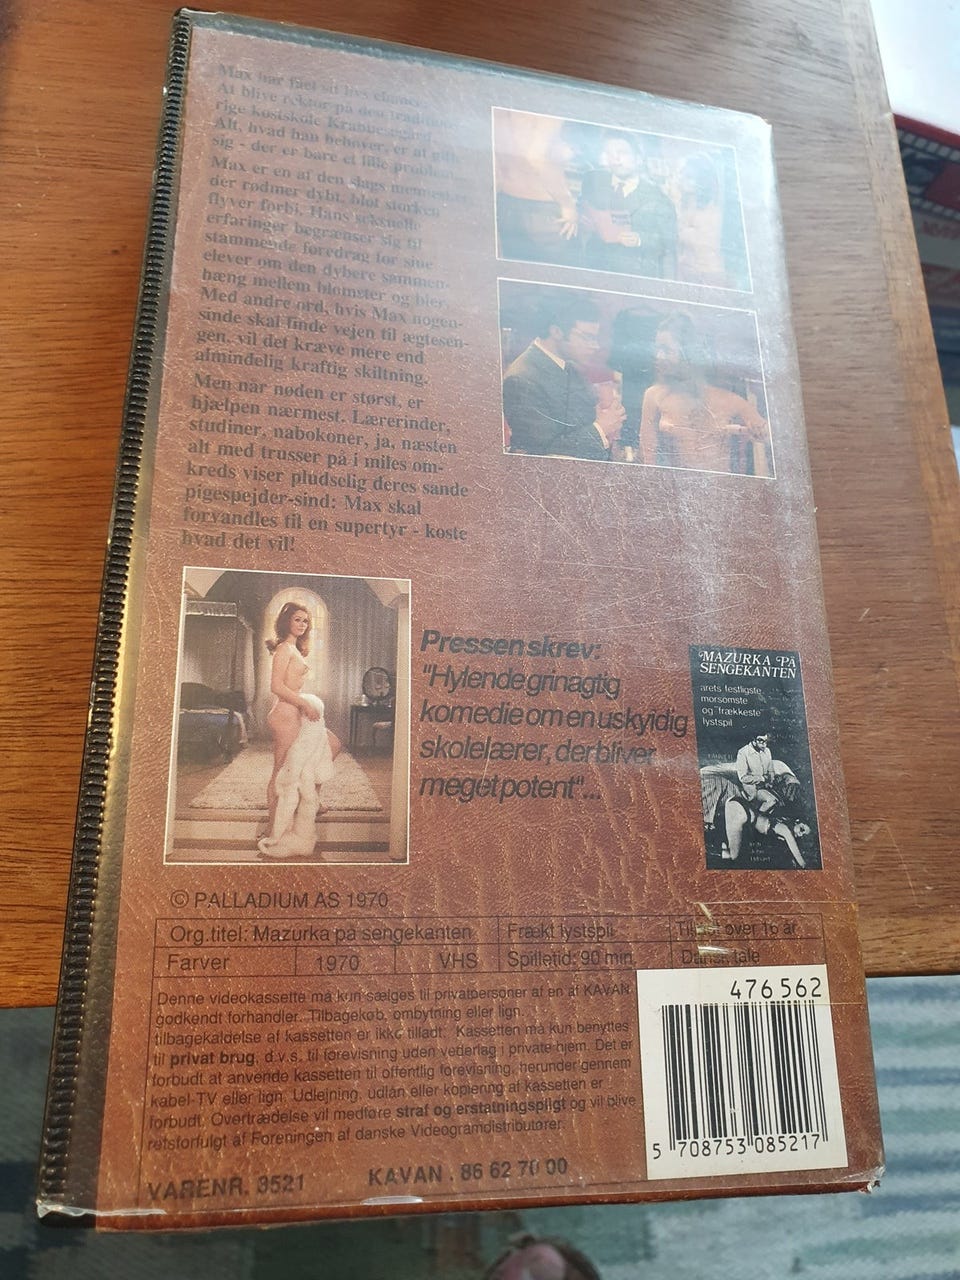 Max har fået sit livs chance.
At blive rektor på den traditions-
rige kostskole Krabbesøgård.
Alt, hvad han behøver, er at gifte
sig - der er bare et lille problem...
Max er en af den slags mennesker,
der rødmer dybt, blot storken
flyver forbi. Hans seksuelle
erfaringer begrænser sig til
stammende foredrag for sine
elever om den dybere sammen-
hæng mellem blomster og bier.
Med andre ord, hvis Max nogen-
sinde skal finde vejen til ægtesen-
gen, vil det kræve mere end
almindelig kraftig skiltning.
Men når nøden er størst, er
hjælpen nærmest. Lærerinder,
studiner, nabokoner, ja, næsten
alt med trusser på i miles om-
kreds viser pludselig deres sande
pigespejder-sind: Max skal
forvandles til en supertyr - koste
hvad det vil!
Pressen skrev:
"Hylende grinagtig
komedie om en uskyldig
skolelærer, der bliver
meget potent"...
MAZURKA PÅ
SENGEKANTEN
årets festligste
morsomste
og "frækkeste"
lystspil
© PALLADIUM AS 1970
Org.titel: Mazurka på sengekanten Frækt lystspil Tilladt over 16 år
Farver 1970 VHS Spilletid: 90 min. Dansk tale
Denne videokassette må kun sælges til privatpersoner af en af KAVAN
godkendt forhandler. Tilbagekøb, ombytning eller lign.
tilbagekaldelse af kassetten er ikke tilladt. Kassetten må kun benyttes
til privat brug, d.v.s. til forevisning uden vederlag i private hjem. Det er
forbudt at anvende kassetten til offentlig forevisning, herunder gennem
kabel-TV eller lign. Udlejning, udlån eller kopiering af kassetten er
forbudt. Overtrædelse vil medføre straf og erstatningspligt og vil blive
retsforfulgt af Foreningen af danske Videogramdistributører.
VARENR. 8521 KAVAN . 86 62 70 00
476562
5 708753 085217